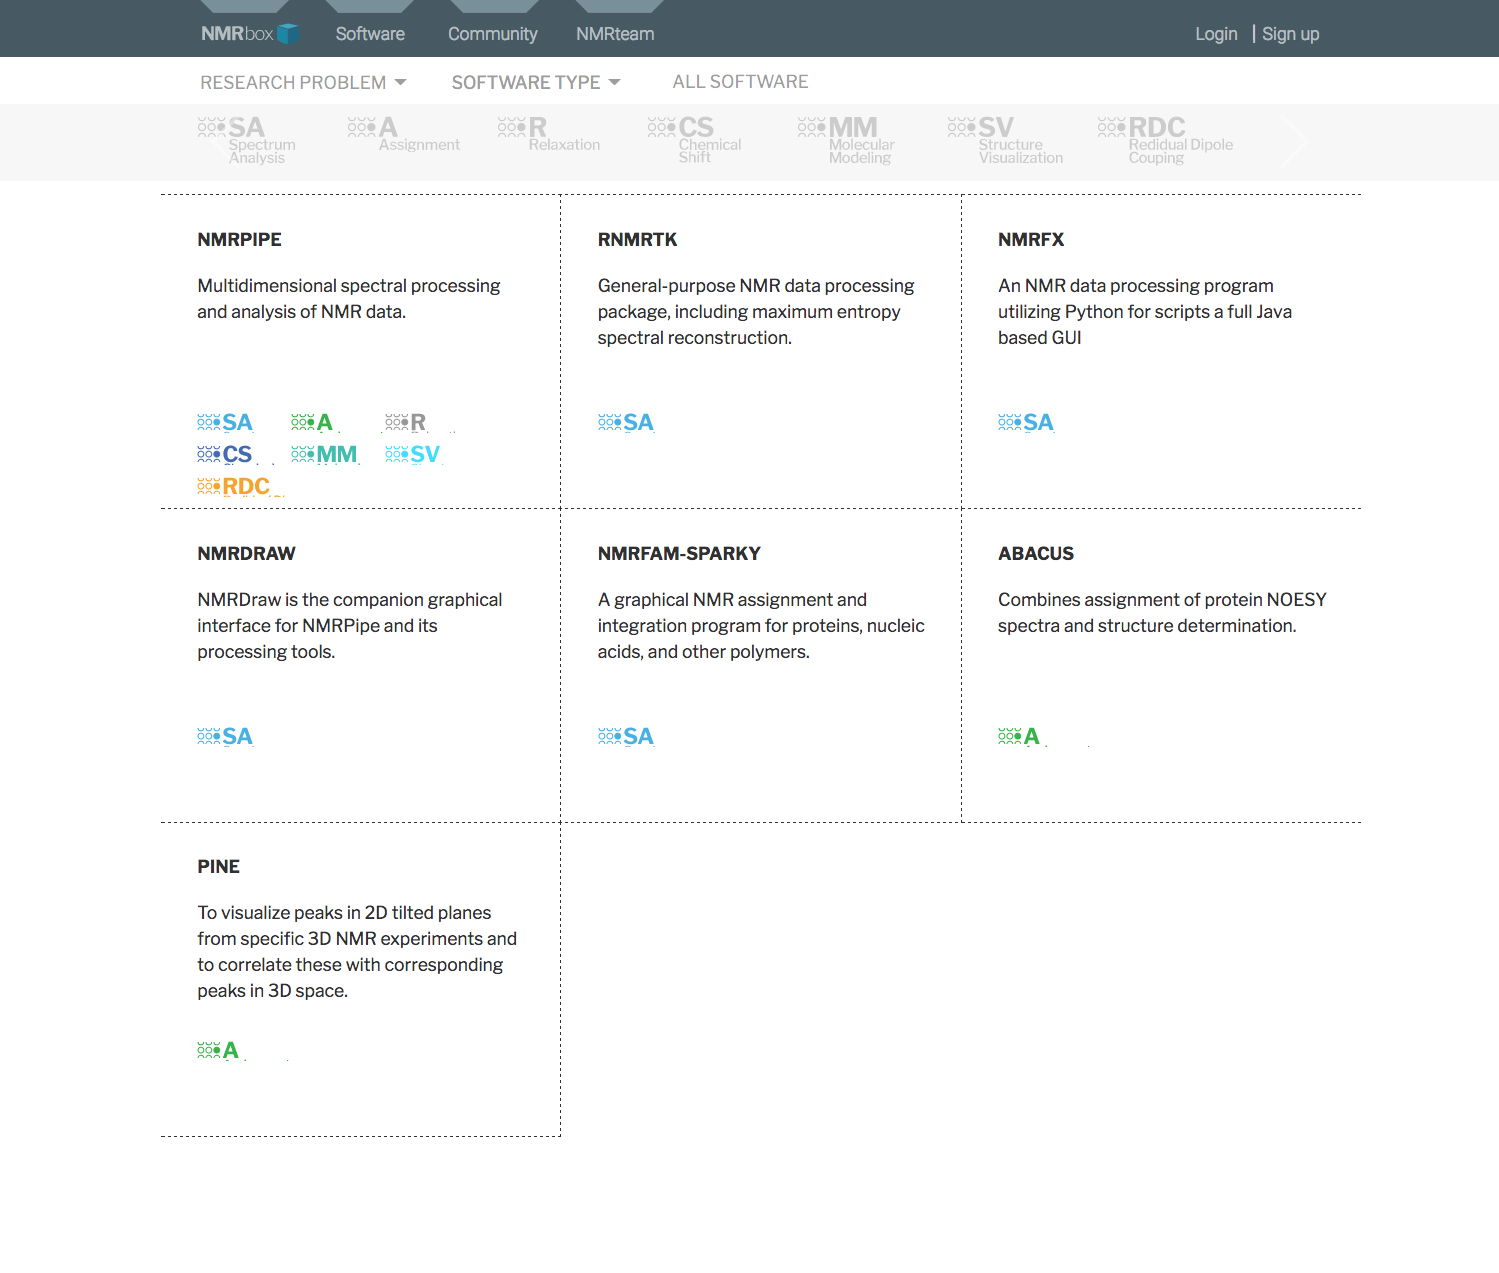 NMRbox Software Community NMRteam Login | Sign up
RESEARCH PROBLEM SOFTWARE TYPE ALL SOFTWARE
SA A R CS MM SV RDC
Spectrum Assignment Relaxation Chemical Molecular Structure Redidual Dipole
Analysis Shift Modeling Visualization Couping
NMRPIPE
Multidimensional spectral processing
and analysis of NMR data.
SA A R
CS MM SV
RDC
RNMRTK
General-purpose NMR data processing
package, including maximum entropy
spectral reconstruction.
SA
NMRFX
An NMR data processing program
utilizing Python for scripts a full Java
based GUI
SA
NMRDRAW
NMRDraw is the companion graphical
interface for NMRPipe and its
processing tools.
SA
NMRFAM-SPARKY
A graphical NMR assignment and
integration program for proteins, nucleic
acids, and other polymers.
SA
ABACUS
Combines assignment of protein NOESY
spectra and structure determination.
A
PINE
To visualize peaks in 2D tilted planes
from specific 3D NMR experiments and
to correlate these with corresponding
peaks in 3D space.
A